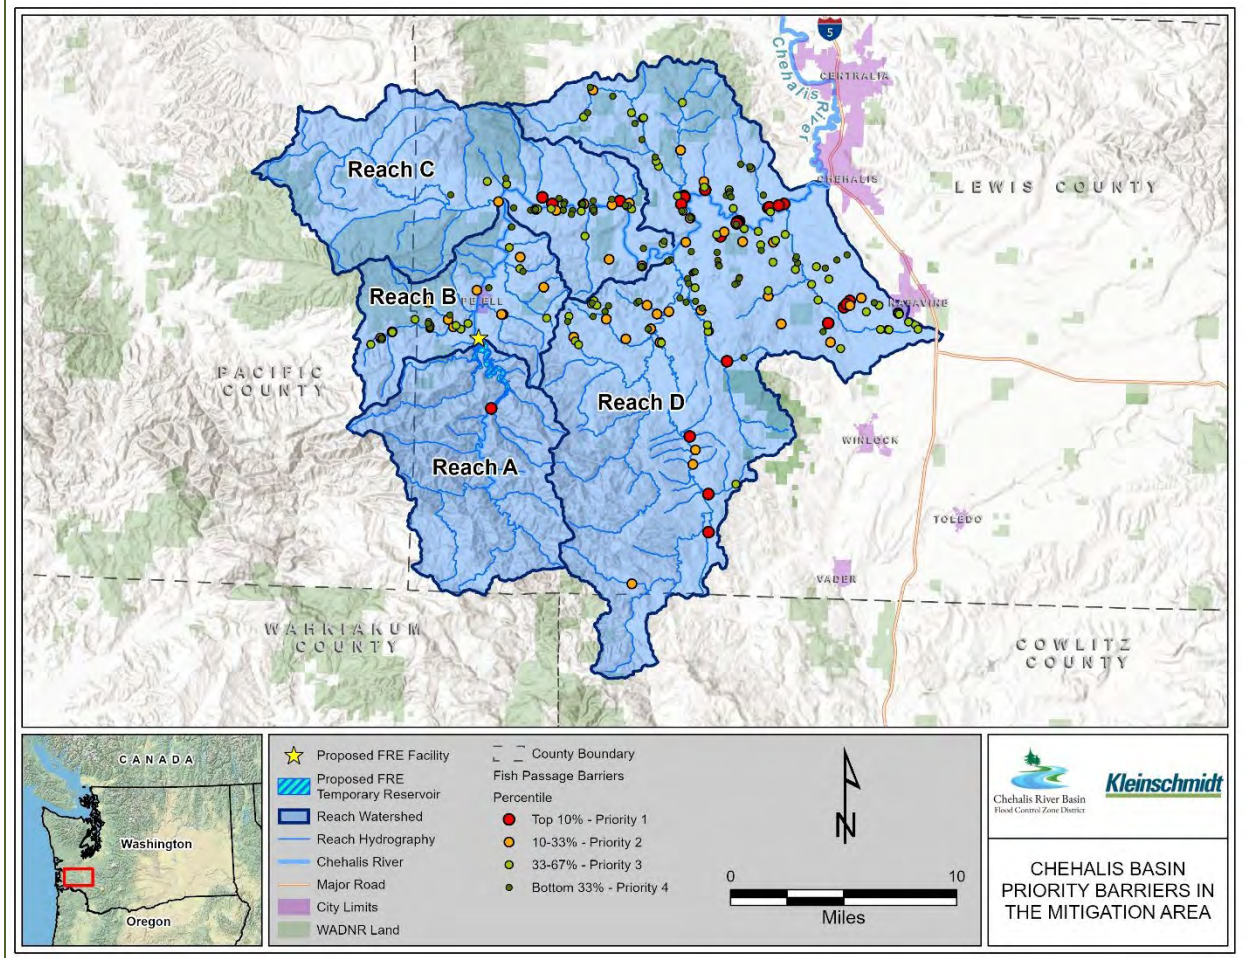 5
Chehalis River
CENTRALIA
CHEHALIS
LEWIS COUNTY
Reach C
Reach B
PE ELL
NAPAVINE
PACIFIC
COUNTY
Reach D
WINLOCK
Reach A
TOLEDO
VADER
WAHKIAKUM
COUNTY
COWLITZ
COUNTY
CANADA
Washington
Oregon
Proposed FRE Facility
Proposed FRE
Temporary Reservoir
Reach Watershed
Reach Hydrography
Chehalis River
Major Road
City Limits
WADNR Land
County Boundary
Fish Passage Barriers
Percentile
Top 10% - Priority 1
10-33% - Priority 2
33-67% - Priority 3
Bottom 33% - Priority 4
N
0 10
Miles
Chehalis River Basin
Flood Control Zone District
Kleinschmidt
CHEHALIS BASIN
PRIORITY BARRIERS IN
THE MITIGATION AREA